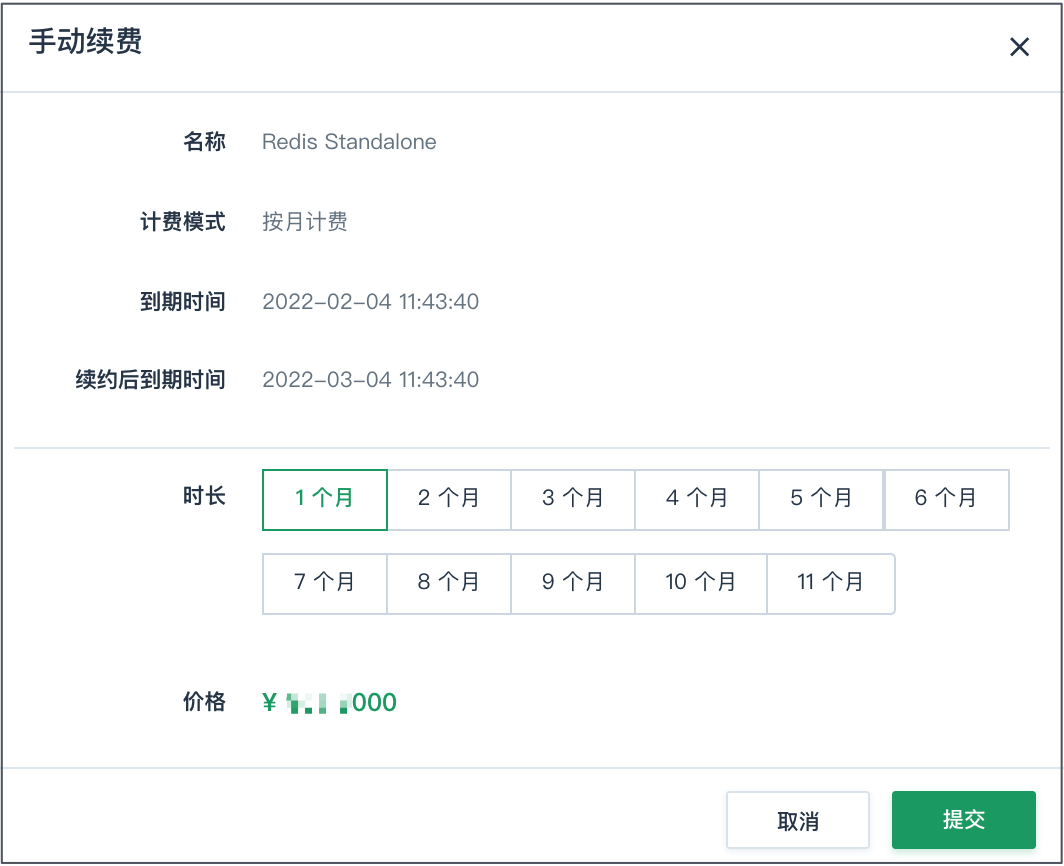 手动续费
名称 Redis Standalone
计费模式 按月计费
到期时间 2022-02-04 11:43:40
续约后到期时间 2022-03-04 11:43:40
时长 1 个月 2 个月 3 个月 4 个月 5 个月 6 个月
7 个月 8 个月 9 个月 10 个月 11 个月
价格 ¥ 000
取消 提交